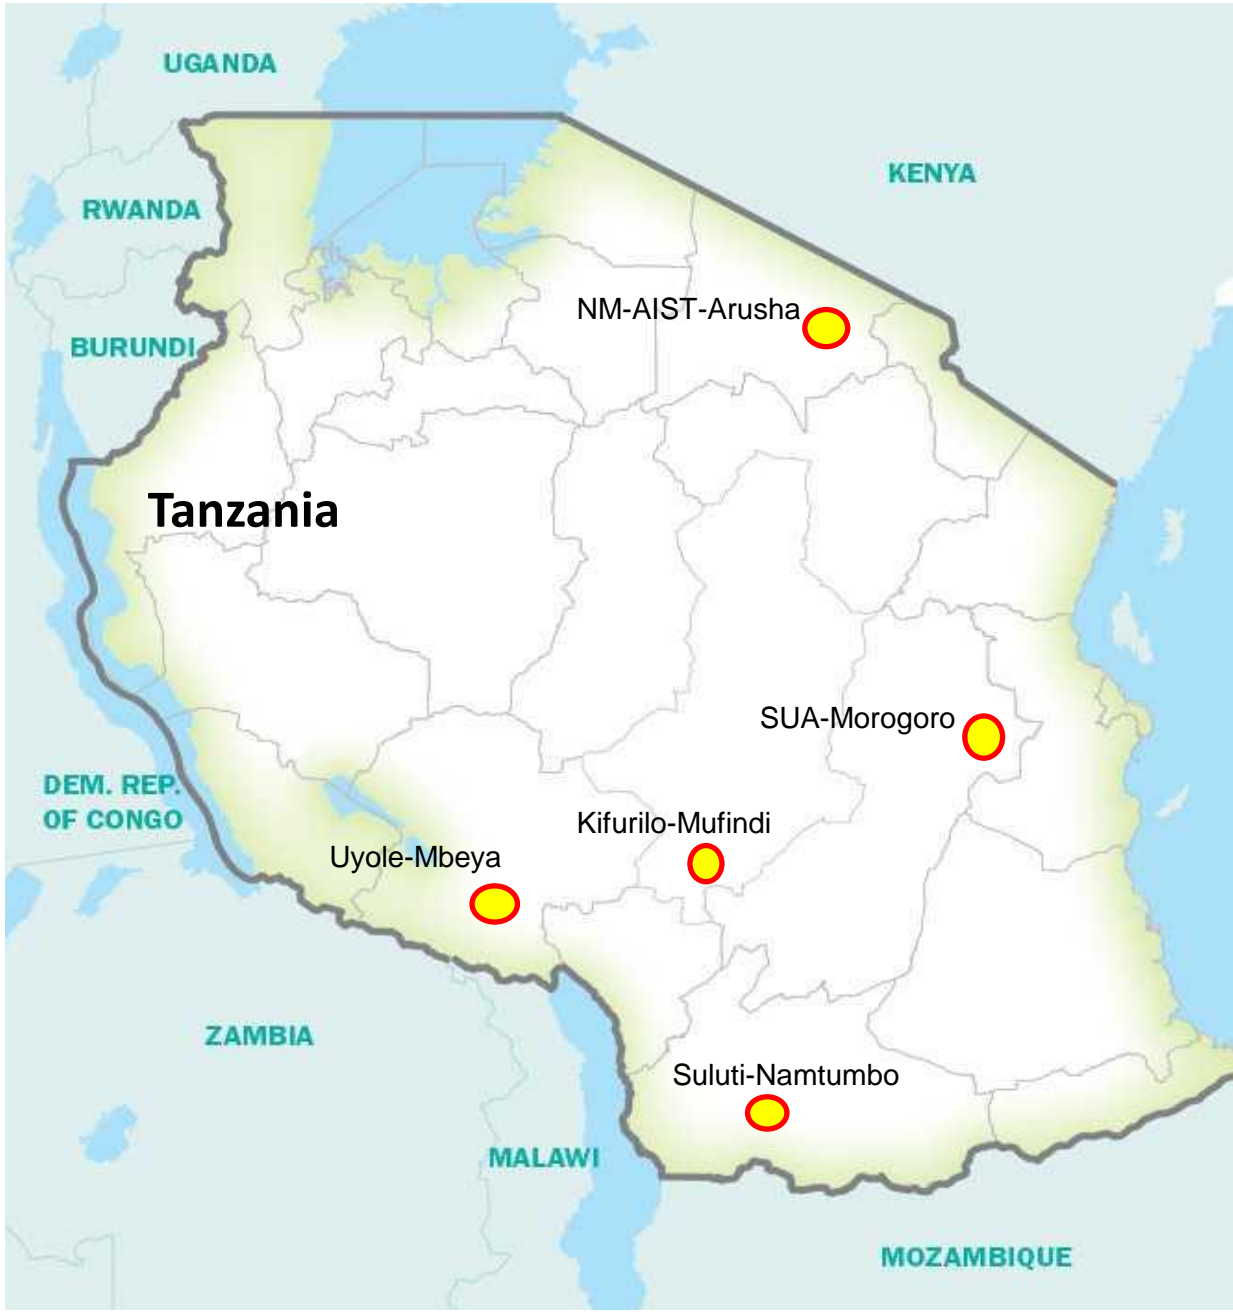 UGANDA
KENYA
RWANDA
NM-AIST-Arusha
BURUNDI
Tanzania
SUA-Morogoro
DEM. REP.
OF CONGO
Kifurilo-Mufindi
Uyole-Mbeya
ZAMBIA
Suluti-Namtumbo
MALAWI
MOZAMBIQUE